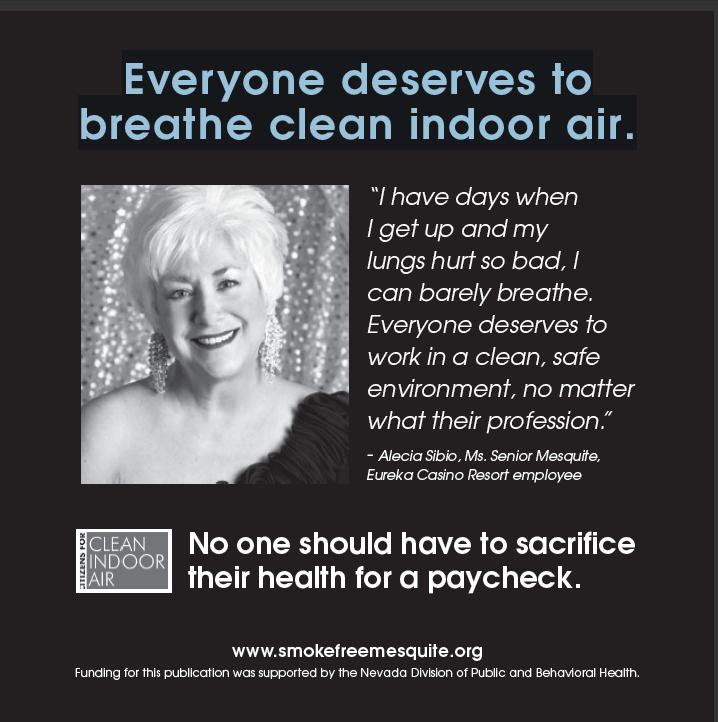 Everyone deserves to
breathe clean indoor air.
“I have days when
I get up and my
lungs hurt so bad, I
can barely breathe.
Everyone deserves to
work in a clean, safe
environment, no matter
what their profession.”
- Alecia Sibio, Ms. Senior Mesquite,
Eureka Casino Resort employee
CITIZENS FOR
CLEAN
INDOOR
AIR
No one should have to sacrifice
their health for a paycheck.
www.smokefreemesquite.org
Funding for this publication was supported by the Nevada Division of Public and Behavioral Health.